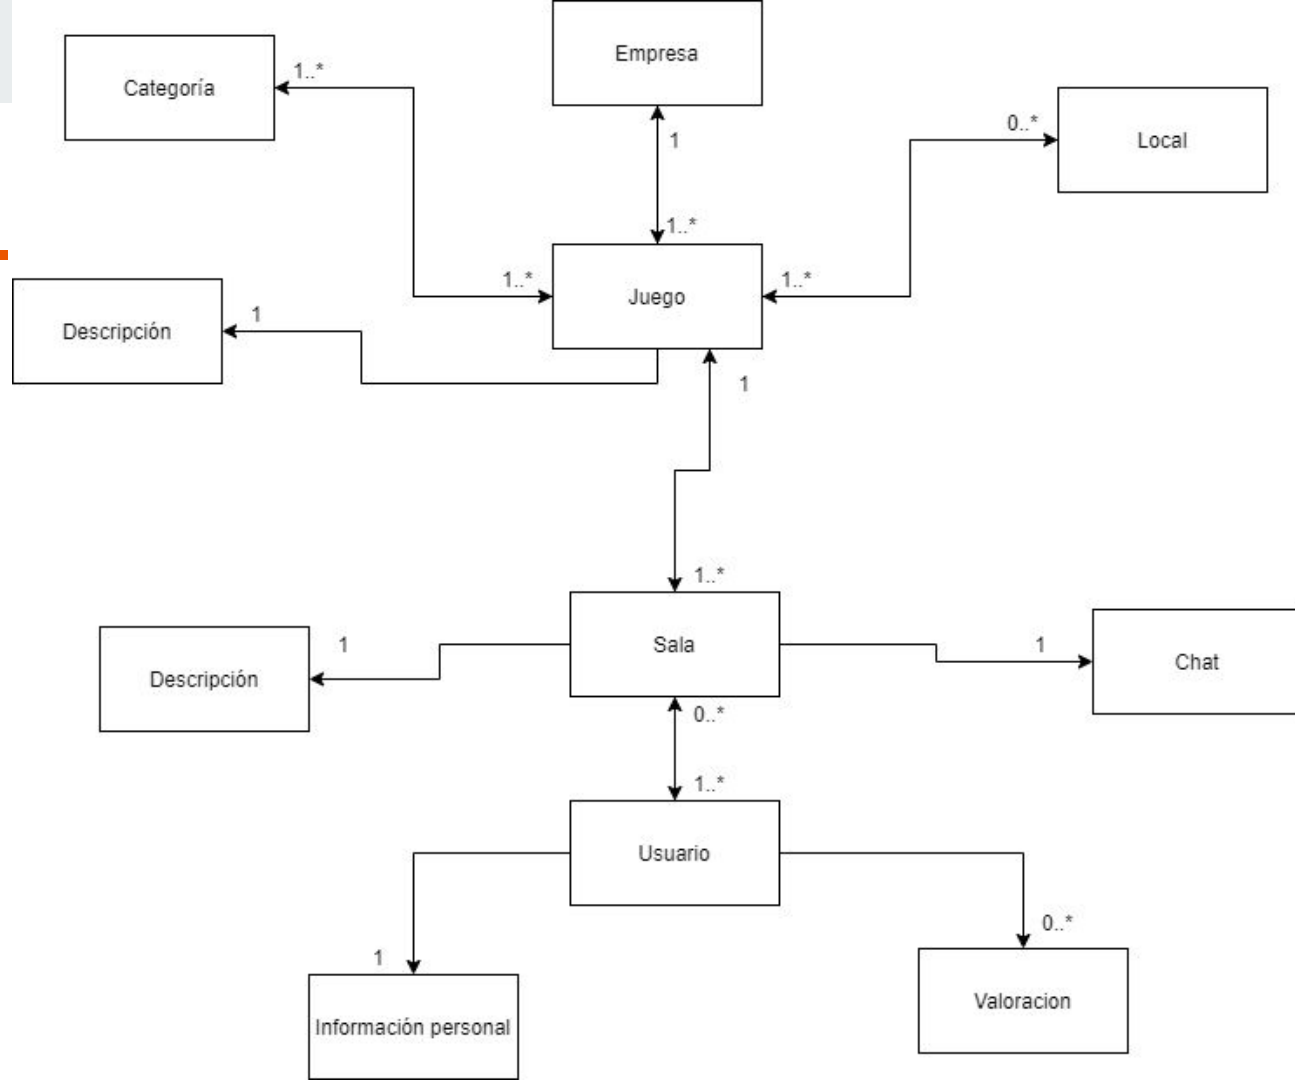 Empresa
Categoría
1..*
1
0..*
Local
1..*
1..*
Juego
1..*
1
Descripción
1
1..*
1
Sala
1
Descripción
Chat
0..*
1..*
Usuario
0..*
1
Valoracion
Información personal